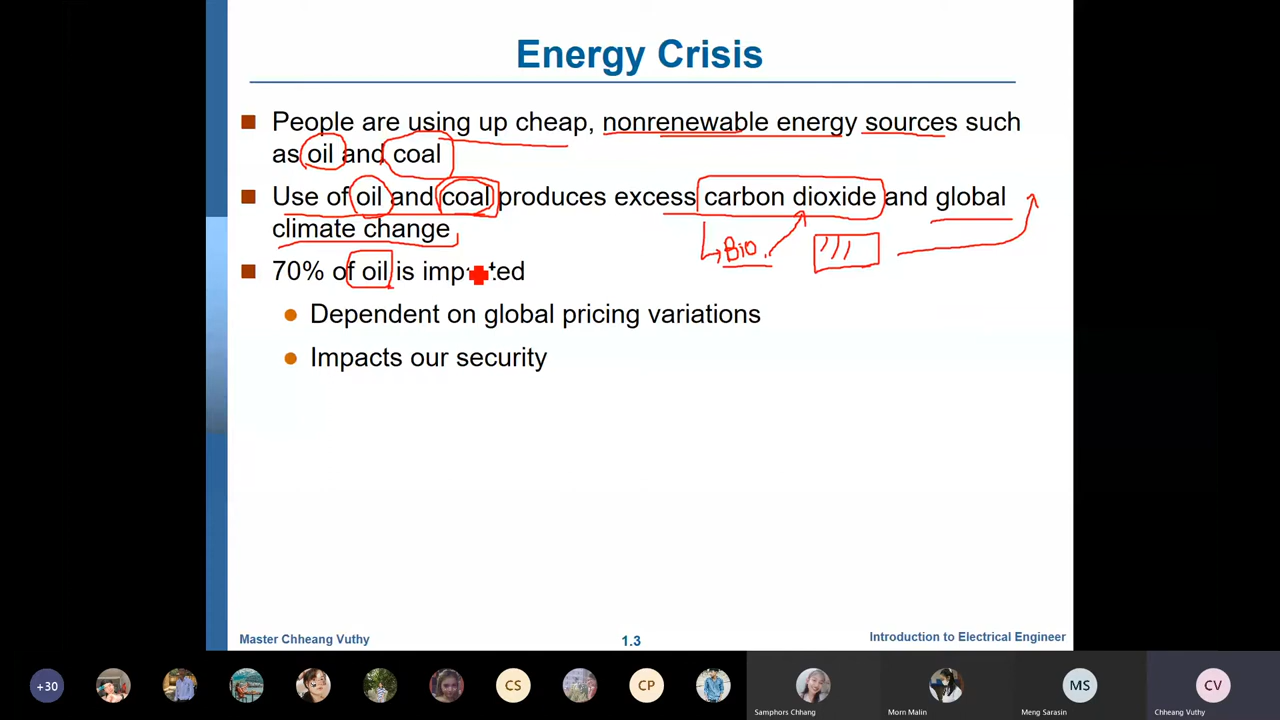 Energy Crisis
People are using up cheap, nonrenewable energy sources such
as oil and coal
Use of oil and coal produces excess carbon dioxide and global
climate change
Bio.
70% of oil is imported
Dependent on global pricing variations
Impacts our security
Master Chheang Vuthy
1.3
Introduction to Electrical Engineer
+30
CS
CP
MS
CV
Samphors Chhang
Morn Malin
Meng Sarasin
Chheang Vuthy